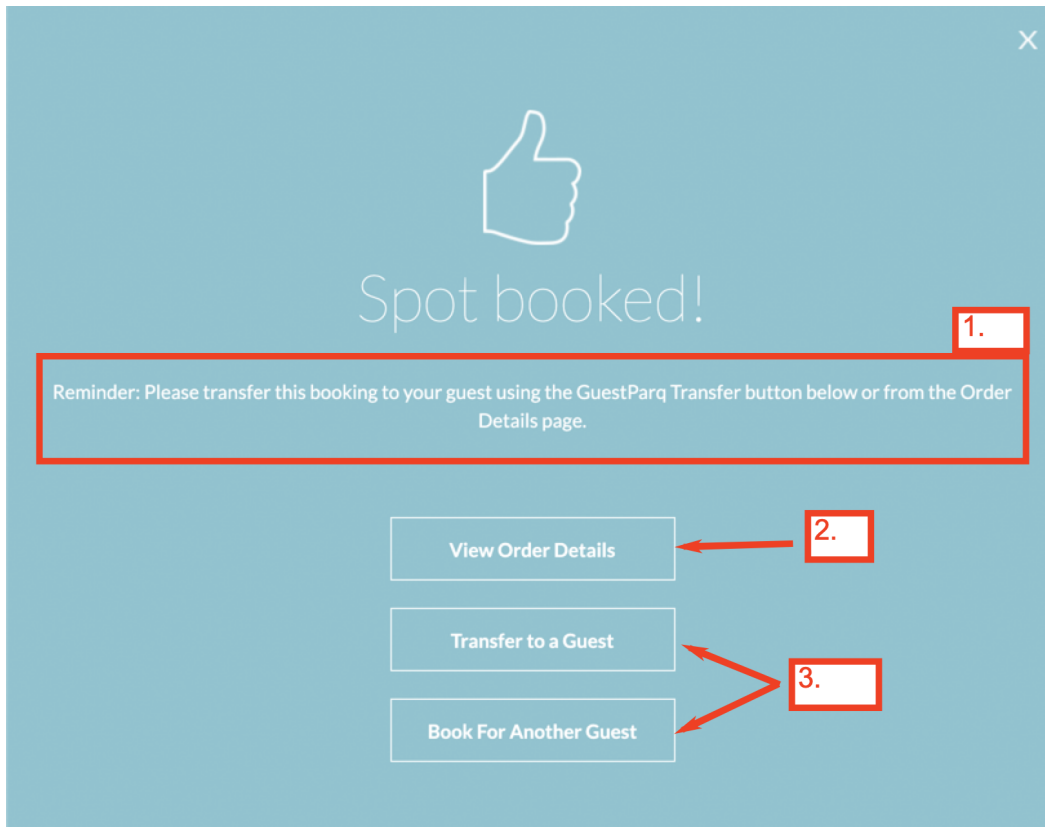 X
Spot booked!
1.
Reminder: Please transfer this booking to your guest using the GuestParq Transfer button below or from the Order
Details page.
View Order Details
2.
Transfer to a Guest
3.
Book For Another Guest